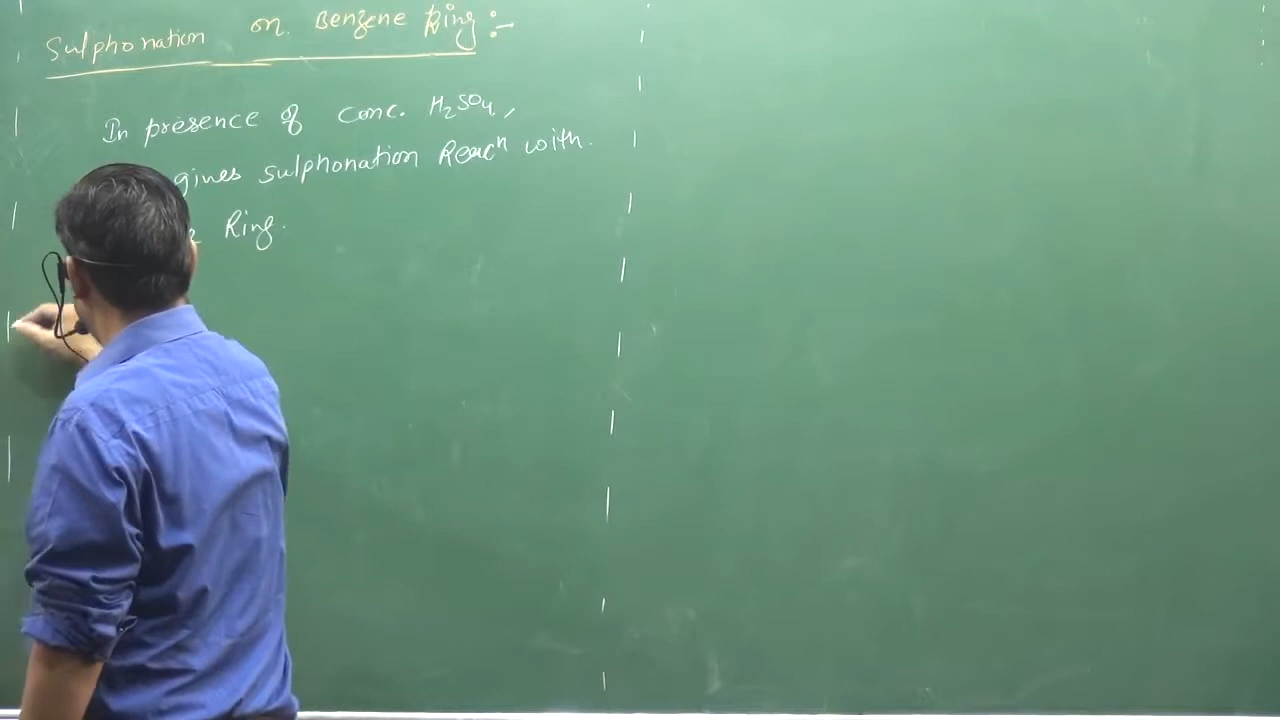 Sulphonation on Benzene Ring :-
In presence of conc. H₂SO₄,
gives sulphonation Reacⁿ with.
Ring.